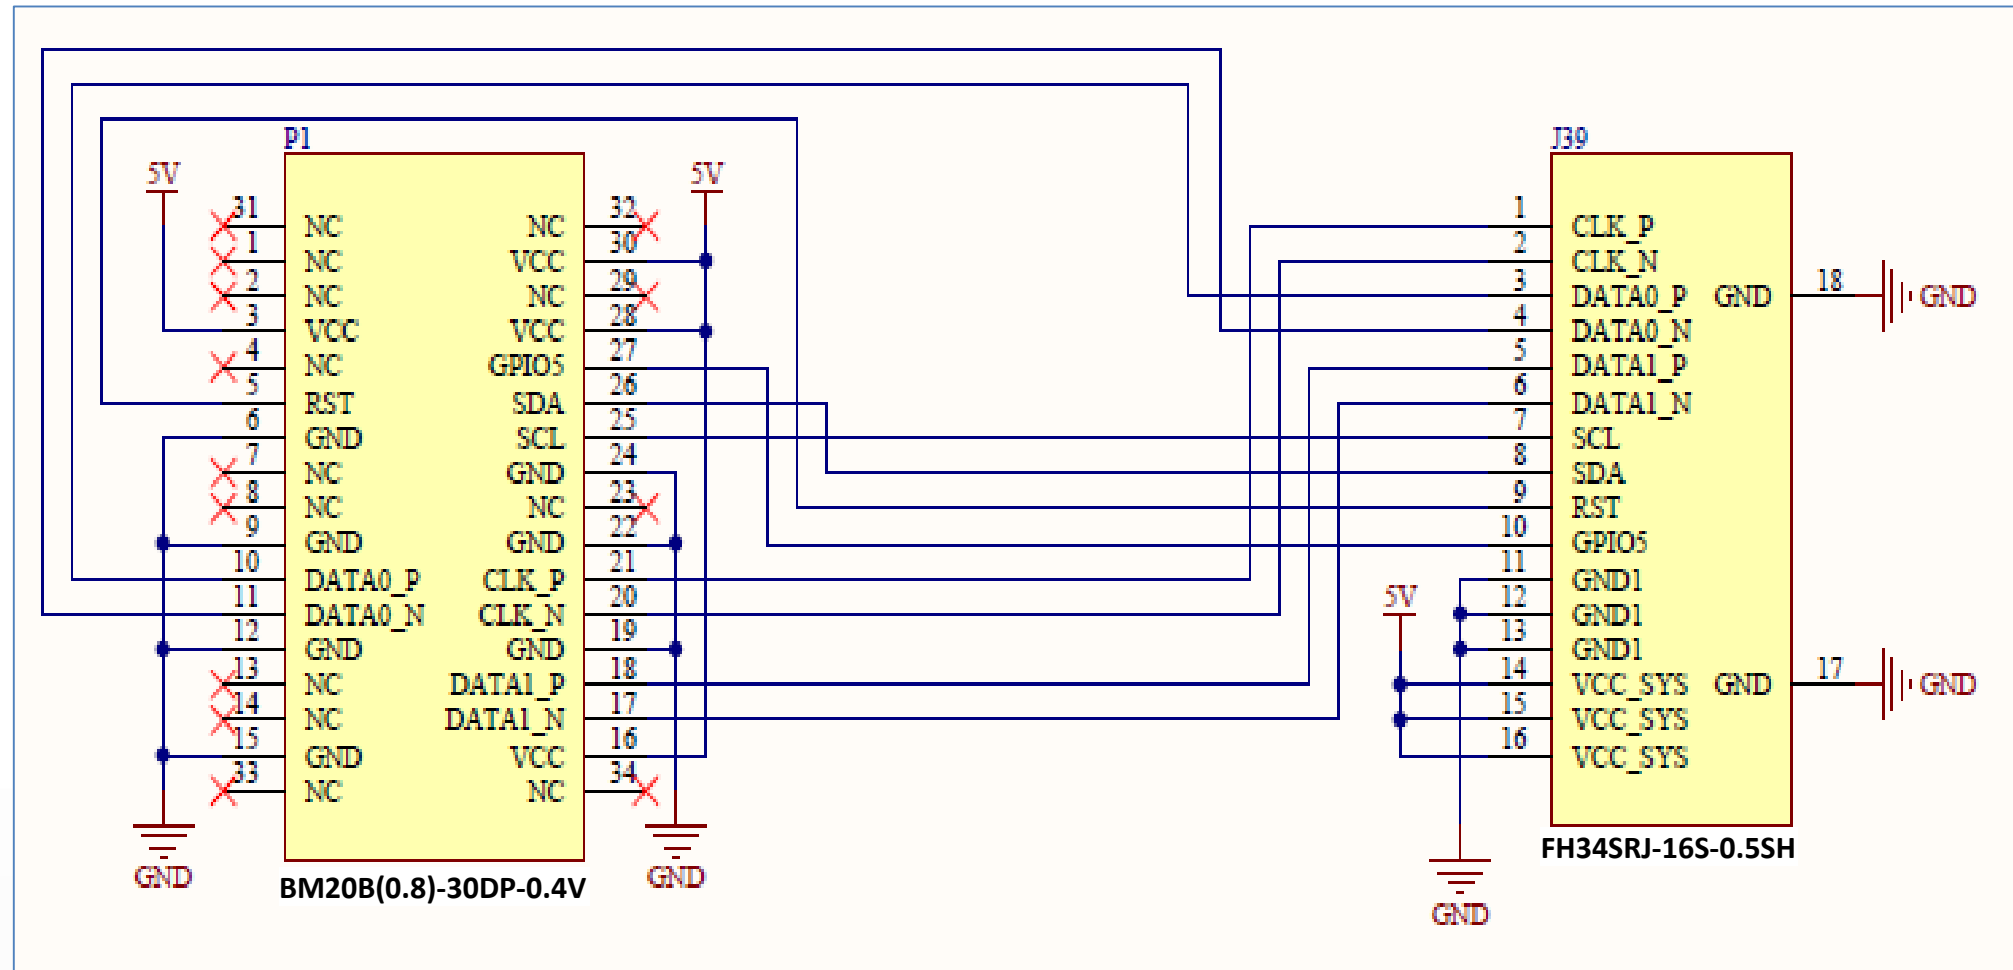 P1
5V
5V
31 NC
1 NC
2 NC
3 VCC
4 NC
5 RST
6 GND
7 NC
8 NC
9 GND
10 DATA0_P
11 DATA0_N
12 GND
13 NC
14 NC
15 GND
33 NC
NC 32
VCC 30
NC 29
VCC 28
GPIO5 27
SDA 26
SCL 25
GND 24
NC 23
GND 22
CLK_P 21
CLK_N 20
GND 19
DATA1_P 18
DATA1_N 17
VCC 16
NC 34
GND
GND
BM20B(0.8)-30DP-0.4V
J39
1 CLK_P
2 CLK_N
3 DATA0_P
4 DATA0_N
5 DATA1_P
6 DATA1_N
7 SCL
8 SDA
9 RST
10 GPIO5
11 GND1
12 GND1
13 GND1
14 VCC_SYS
15 VCC_SYS
16 VCC_SYS
GND 18 GND
GND 17 GND
5V
GND
FH34SRJ-16S-0.5SH